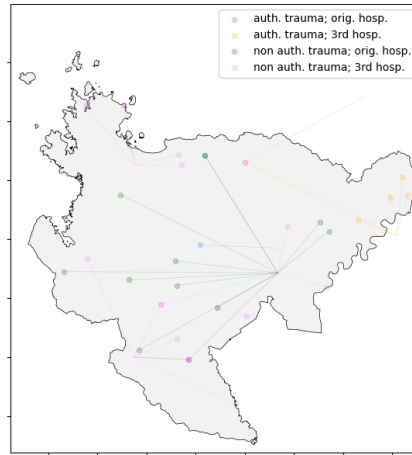 auth. trauma; orig. hosp.
auth. trauma; 3rd hosp.
non auth. trauma; orig. hosp.
non auth. trauma; 3rd hosp.